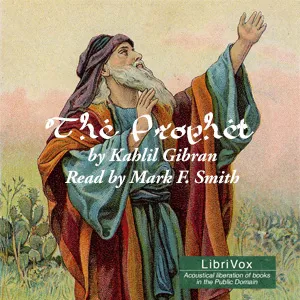 The Prophet
by Kahlil Gibran
Read by Mark F. Smith
LibriVox
Acoustical liberation of books
in the Public Domain